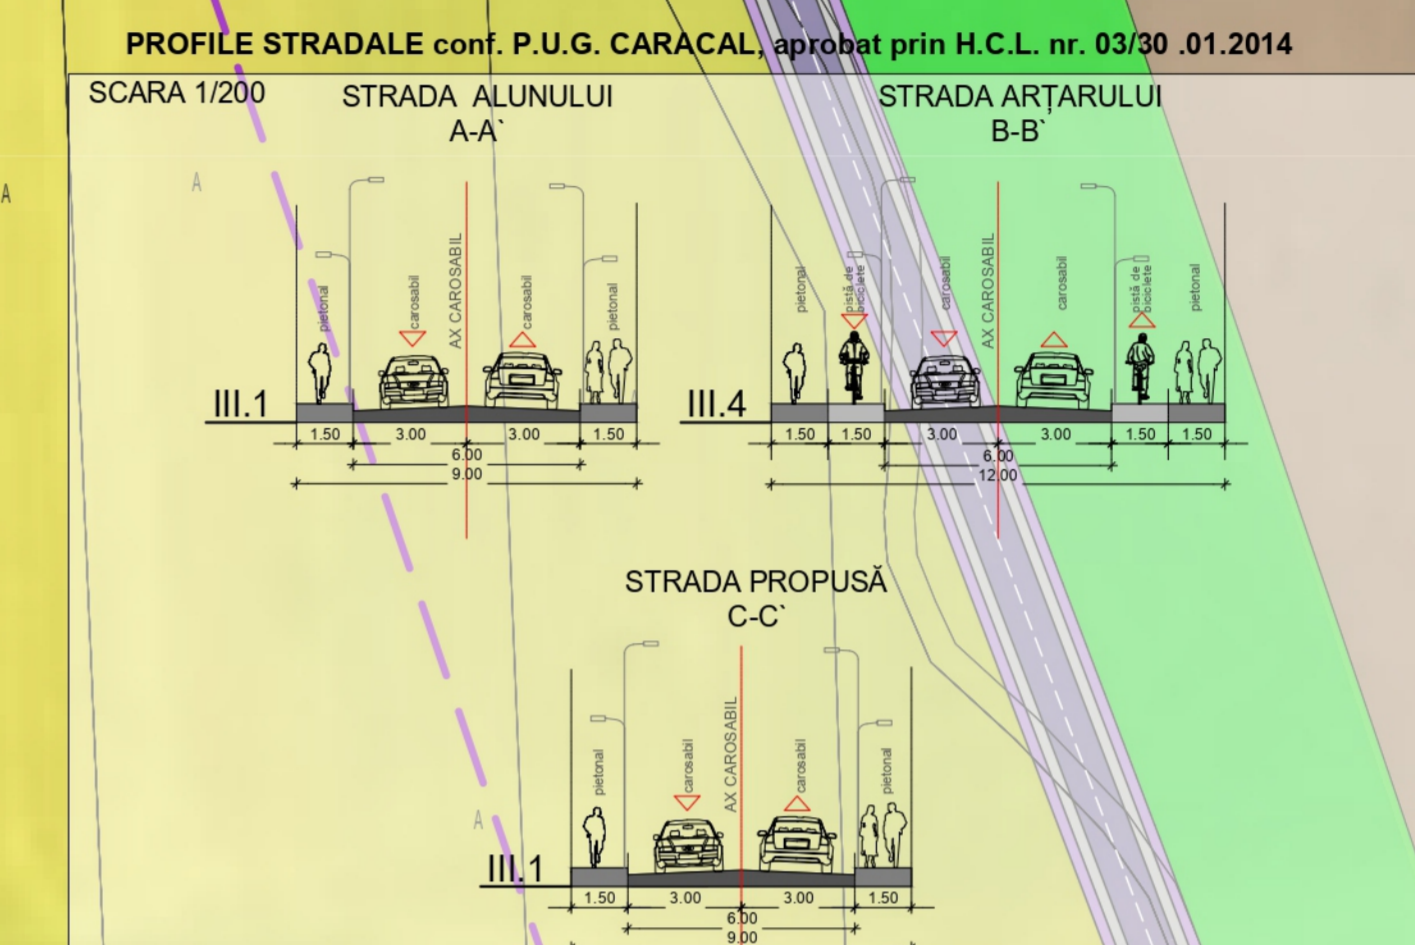 PROFILE STRADALE conf. P.U.G. CARACAL, aprobat prin H.C.L. nr. 03/30 .01.2014
SCARA 1/200
STRADA ALUNULUI
A-A`
STRADA ARȚARULUI
B-B`
A
A
pietonal
carosabil
AX CAROSABIL
carosabil
pietonal
III.1
1.50 3.00 3.00 1.50
6.00
9.00
pietonal
pistă de
biciclete
carosabil
AX CAROSABIL
carosabil
pistă de
biciclete
pietonal
III.4
1.50 1.50 3.00 3.00 1.50 1.50
6.00
12.00
STRADA PROPUSĂ
C-C`
A
pietonal
carosabil
AX CAROSABIL
carosabil
pietonal
III.1
1.50 3.00 3.00 1.50
6.00
9.00